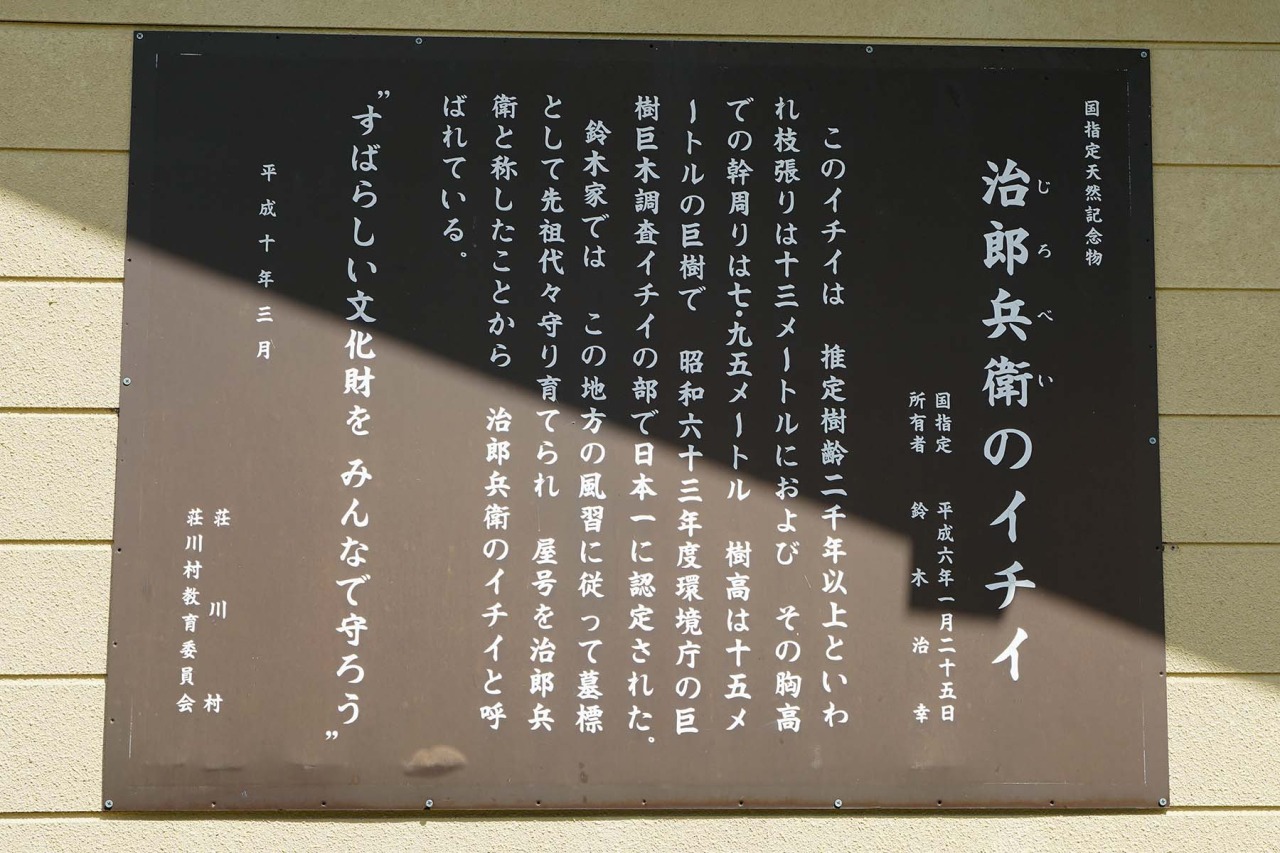 国指定天然記念物
じろべい
治郎兵衛のイチイ
国指定 平成六年一月二十五日
所有者 鈴木治幸
このイチイは 推定樹齢二千年以上といわ
れ枝張りは十三メートルにおよび その胸高
での幹周りは七・九五メートル 樹高は十五メ
ートルの巨樹で 昭和六十三年度環境庁の巨
樹巨木調査イチイの部で日本一に認定された。
鈴木家では この地方の風習に従って墓標
として先祖代々守り育てられ 屋号を治郎兵
衛と称したことから 治郎兵衛のイチイと呼
ばれている。
"すばらしい文化財を みんなで守ろう"
平成十年三月
荘川村
荘川村教育委員会